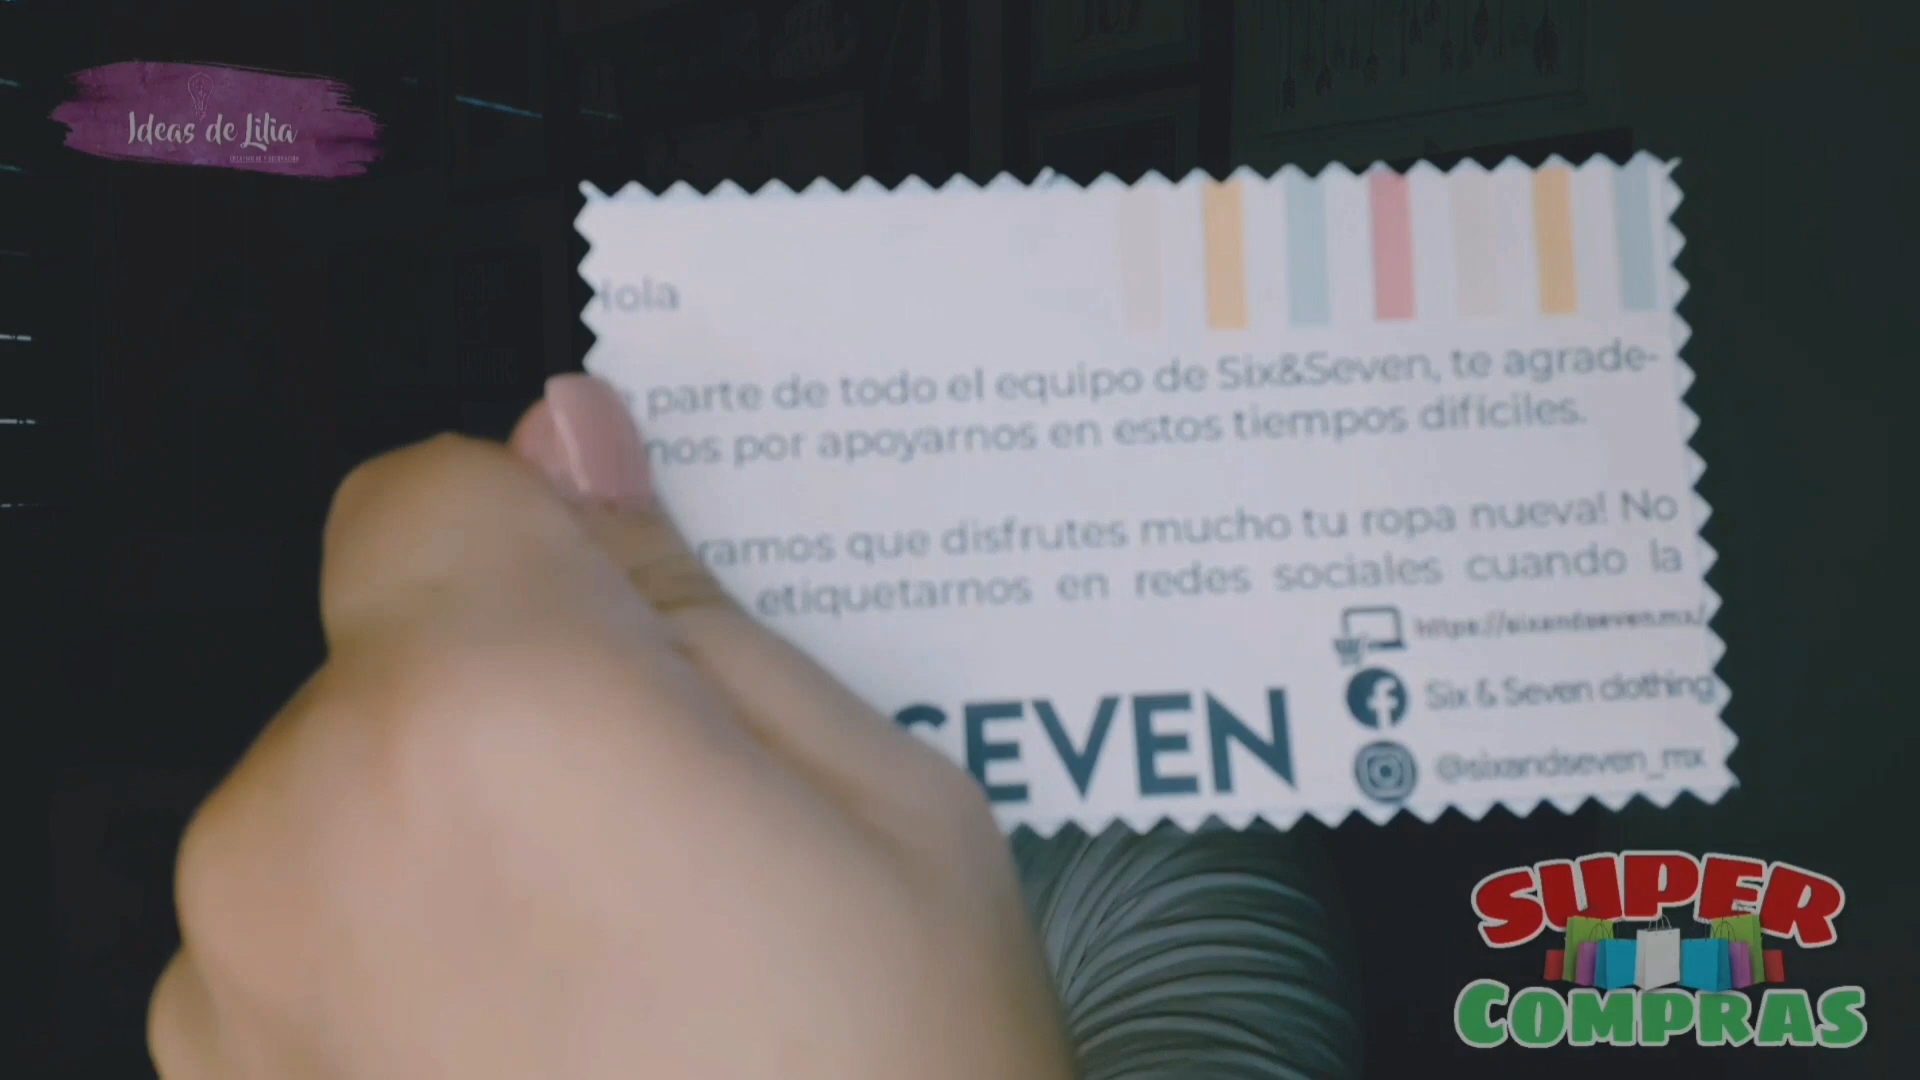 Ideas de Lilia
Hola
parte de todo el equipo de Six&Seven, te agrade-
mos por apoyarnos en estos tiempos difíciles.
ramos que disfrutes mucho tu ropa nueva! No
etiquetarnos en redes sociales cuando la
https://sixandseven.mx/
Six & Seven clothing
SEVEN
@sixandseven_mx
SUPER
COMPRAS